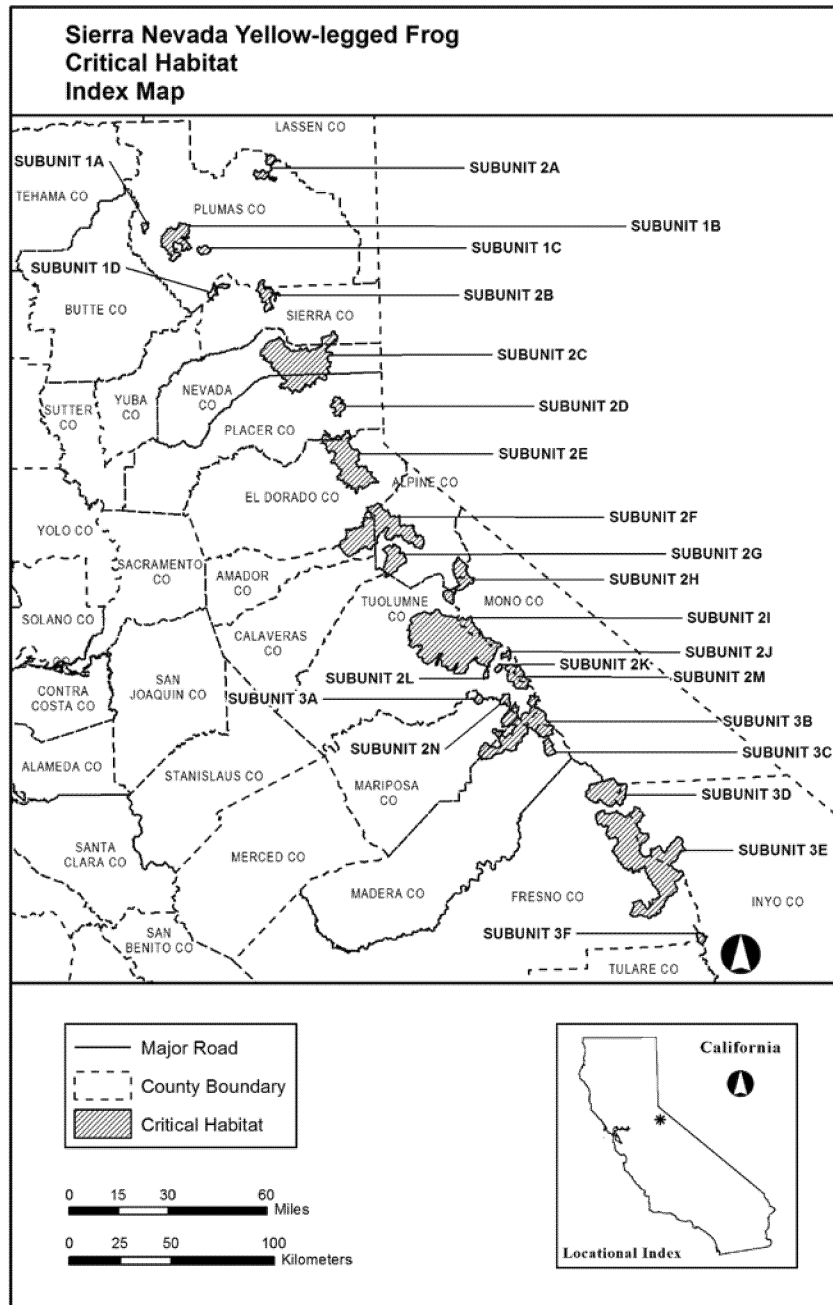 Sierra Nevada Yellow-legged Frog
Critical Habitat
Index Map
LASSEN CO
SUBUNIT 1A
SUBUNIT 2A
TEHAMA CO
PLUMAS CO
SUBUNIT 1B
SUBUNIT 1C
SUBUNIT 1D
SUBUNIT 2B
BUTTE CO
SIERRA CO
SUBUNIT 2C
NEVADA
CO
YUBA
CO
SUTTER
CO
SUBUNIT 2D
PLACER CO
SUBUNIT 2E
ALPINE CO
EL DORADO CO
SUBUNIT 2F
YOLO CO
SUBUNIT 2G
SACRAMENTO
CO
AMADOR
CO
SUBUNIT 2H
TUOLUMNE
CO
MONO CO
SOLANO CO
SUBUNIT 2I
CALAVERAS
CO
SUBUNIT 2J
SUBUNIT 2K
CO
SUBUNIT 2L
SUBUNIT 2M
CONTRA
COSTA CO
SAN
JOAQUIN CO
SUBUNIT 3A
SUBUNIT 3B
SUBUNIT 2N
SUBUNIT 3C
ALAMEDA CO
STANISLAUS CO
MARIPOSA
CO
SUBUNIT 3D
SANTA
CLARA CO
MERCED CO
SUBUNIT 3E
MADERA CO
FRESNO CO
INYO CO
SUBUNIT 3F
SAN
BENITO CO
TULARE CO
Major Road
County Boundary
Critical Habitat
California
0 15 30 60
Miles
0 25 50 100
Kilometers
Locational Index